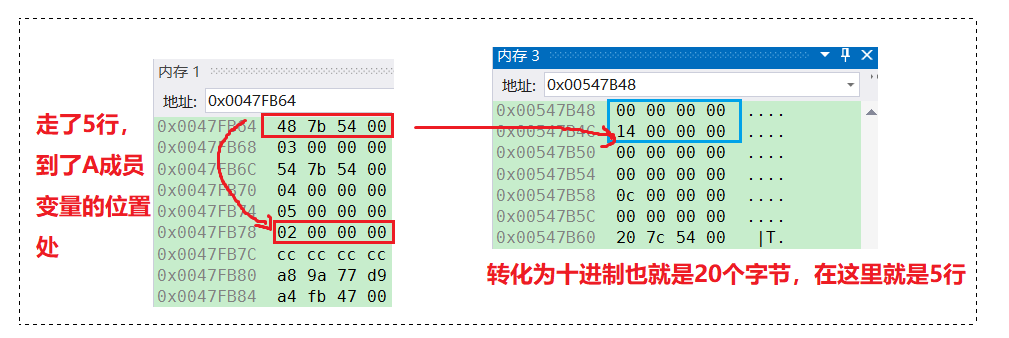 内存 1
地址: 0x0047FB64
0x0047FB64 48 7b 54 00
0x0047FB68 03 00 00 00
0x0047FB6C 54 7b 54 00
0x0047FB70 04 00 00 00
0x0047FB74 05 00 00 00
0x0047FB78 02 00 00 00
0x0047FB7C cc cc cc cc
0x0047FB80 a8 9a 77 d9
0x0047FB84 a4 fb 47 00
走了5行，
到了A成员
变量的位置
处
内存 3
地址: 0x00547B48
0x00547B48 00 00 00 00 ....
0x00547B4C 14 00 00 00 ....
0x00547B50 00 00 00 00 ....
0x00547B54 00 00 00 00 ....
0x00547B58 0c 00 00 00 ....
0x00547B5C 00 00 00 00 ....
0x00547B60 20 7c 54 00 |T.
转化为十进制也就是20个字节，在这里就是5行